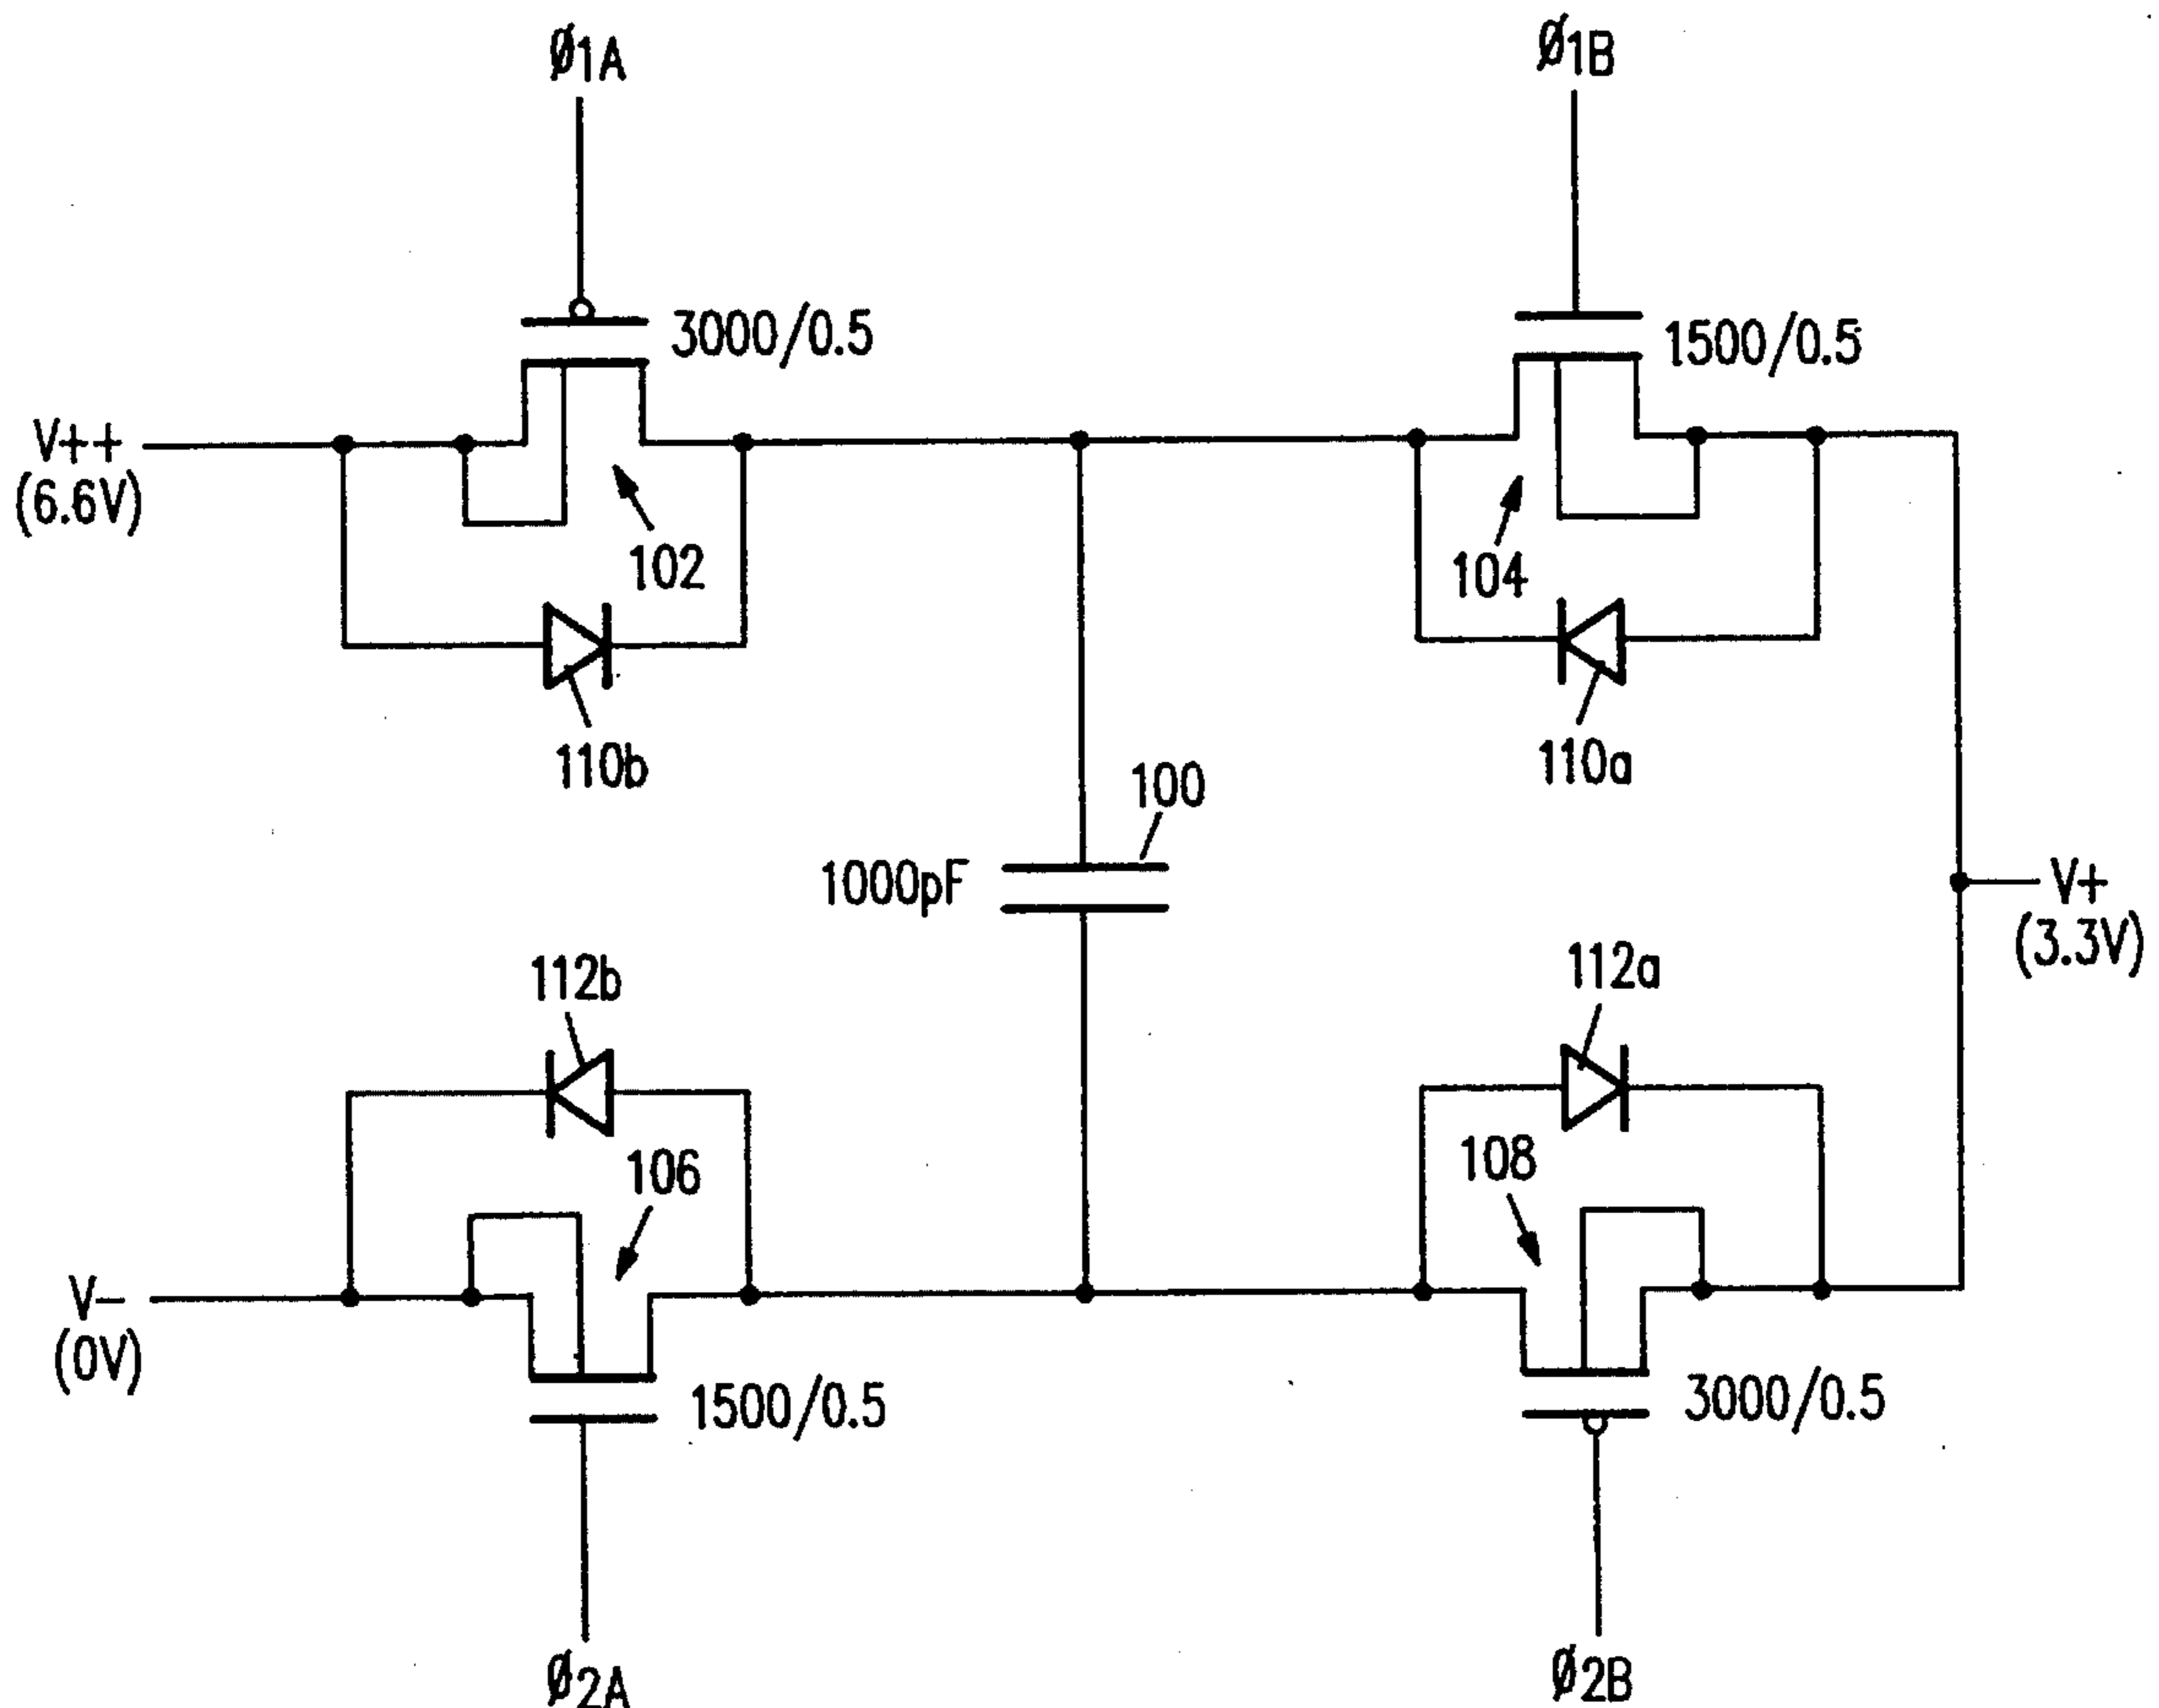 Ø1A
Ø1B
3000/0.5
1500/0.5
V++
(6.6V)
102
104
110b
110a
100
1000pF
V+
(3.3V)
112b
112a
106
108
V-
(0V)
1500/0.5
3000/0.5
Ø2A
Ø2B